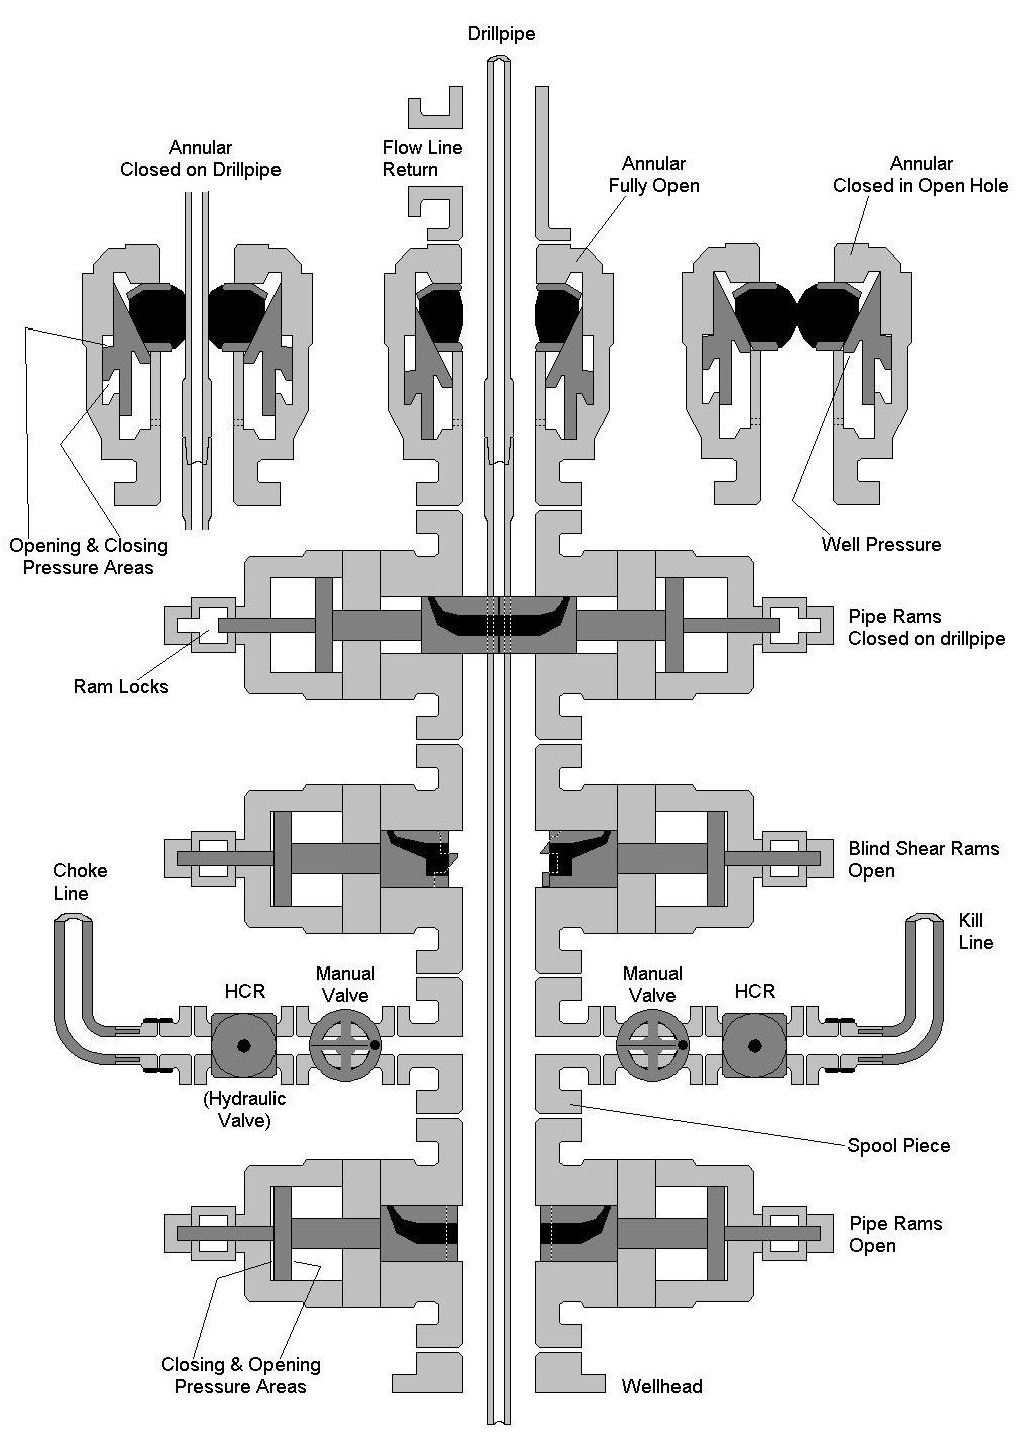 Drillpipe
Annular
Closed on Drillpipe
Flow Line
Return
Annular
Fully Open
Annular
Closed in Open Hole
Opening & Closing
Pressure Areas
Well Pressure
Pipe Rams
Closed on drillpipe
Ram Locks
Blind Shear Rams
Open
Choke
Line
Kill
Line
HCR
Manual
Valve
Manual
Valve
HCR
(Hydraulic
Valve)
Spool Piece
Pipe Rams
Open
Closing & Opening
Pressure Areas
Wellhead